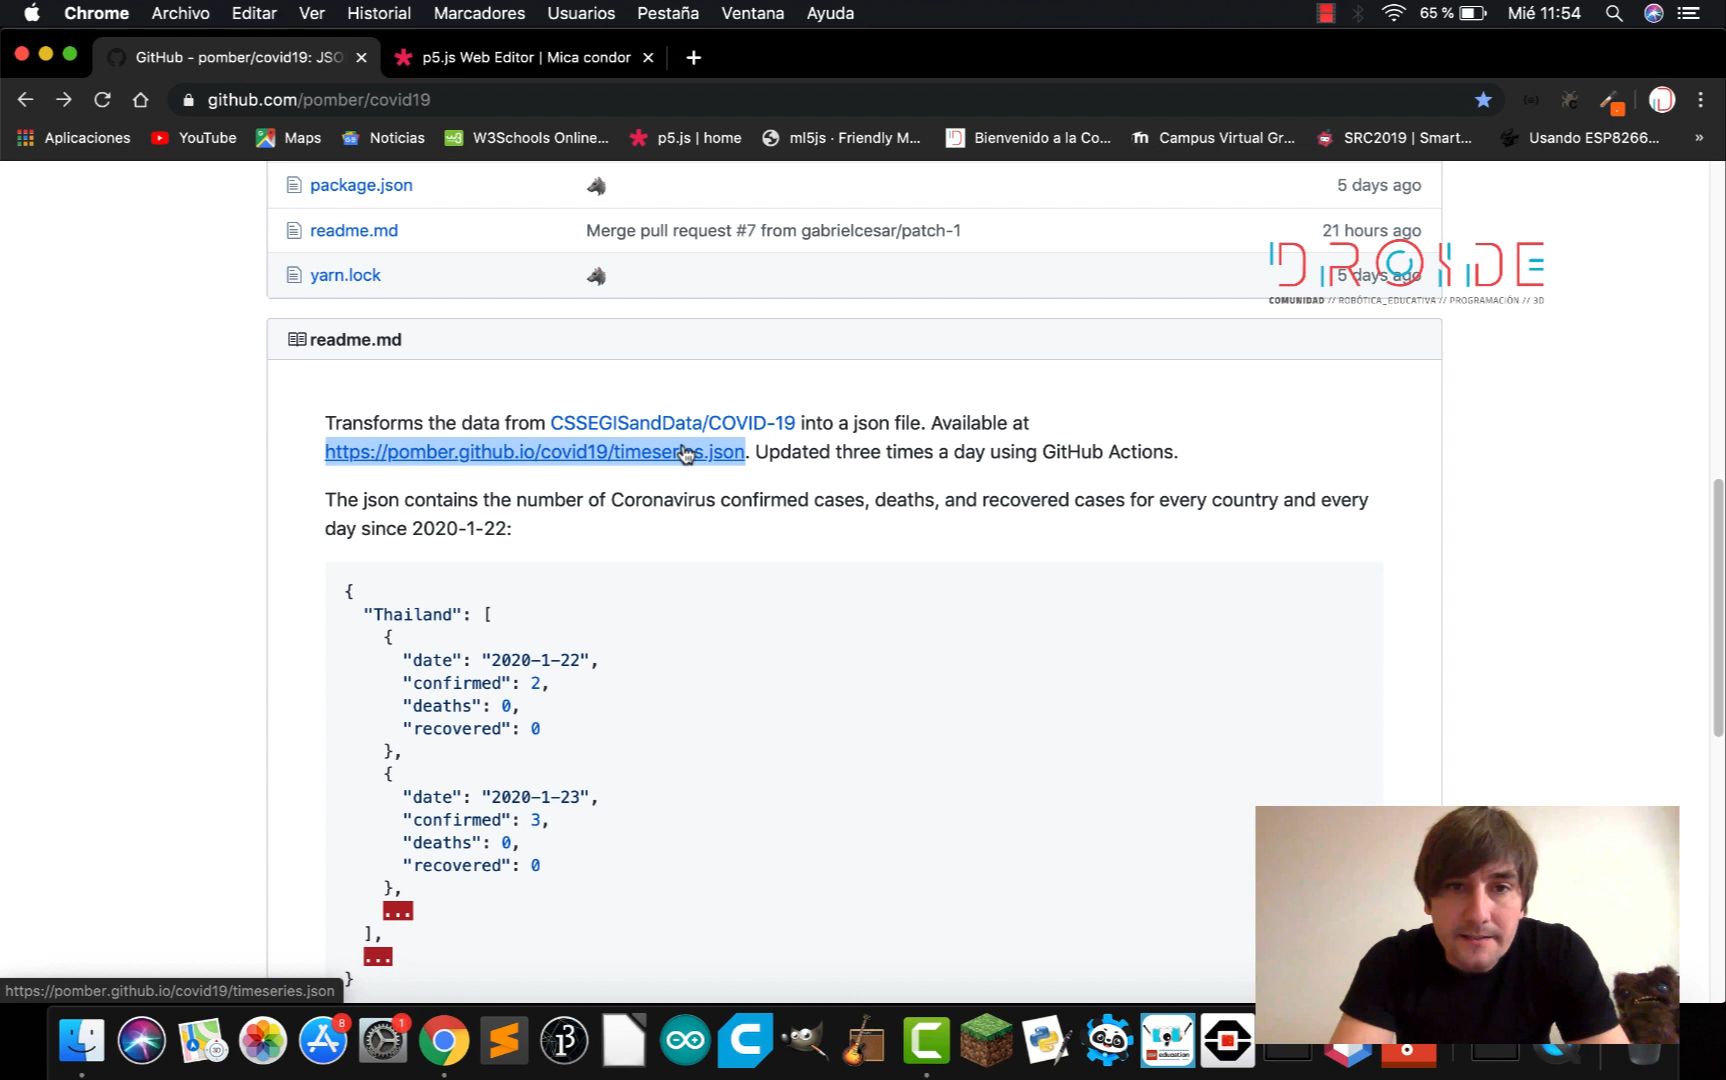 Chrome Archivo Editar Ver Historial Marcadores Usuarios Pestaña Ventana Ayuda 65 % Mié 11:54
GitHub - pomber/covid19: JSO p5.js Web Editor | Mica condor
github.com/pomber/covid19
Aplicaciones YouTube Maps Noticias W3Schools Online... p5.js | home ml5js · Friendly M... Bienvenido a la Co... Campus Virtual Gr... SRC2019 | Smart... Usando ESP8266... »
package.json 5 days ago
readme.md Merge pull request #7 from gabrielcesar/patch-1 21 hours ago
yarn.lock 5 days ago
DROIDE
COMUNIDAD // ROBÓTICA_EDUCATIVA // PROGRAMACIÓN // 3D
readme.md
Transforms the data from CSSEGISandData/COVID-19 into a json file. Available at
https://pomber.github.io/covid19/timeseries.json. Updated three times a day using GitHub Actions.
The json contains the number of Coronavirus confirmed cases, deaths, and recovered cases for every country and every
day since 2020-1-22:
{
"Thailand": [
{
"date": "2020-1-22",
"confirmed": 2,
"deaths": 0,
"recovered": 0
},
{
"date": "2020-1-23",
"confirmed": 3,
"deaths": 0,
"recovered": 0
},
...
],
...
}
https://pomber.github.io/covid19/timeseries.json
8
1
education